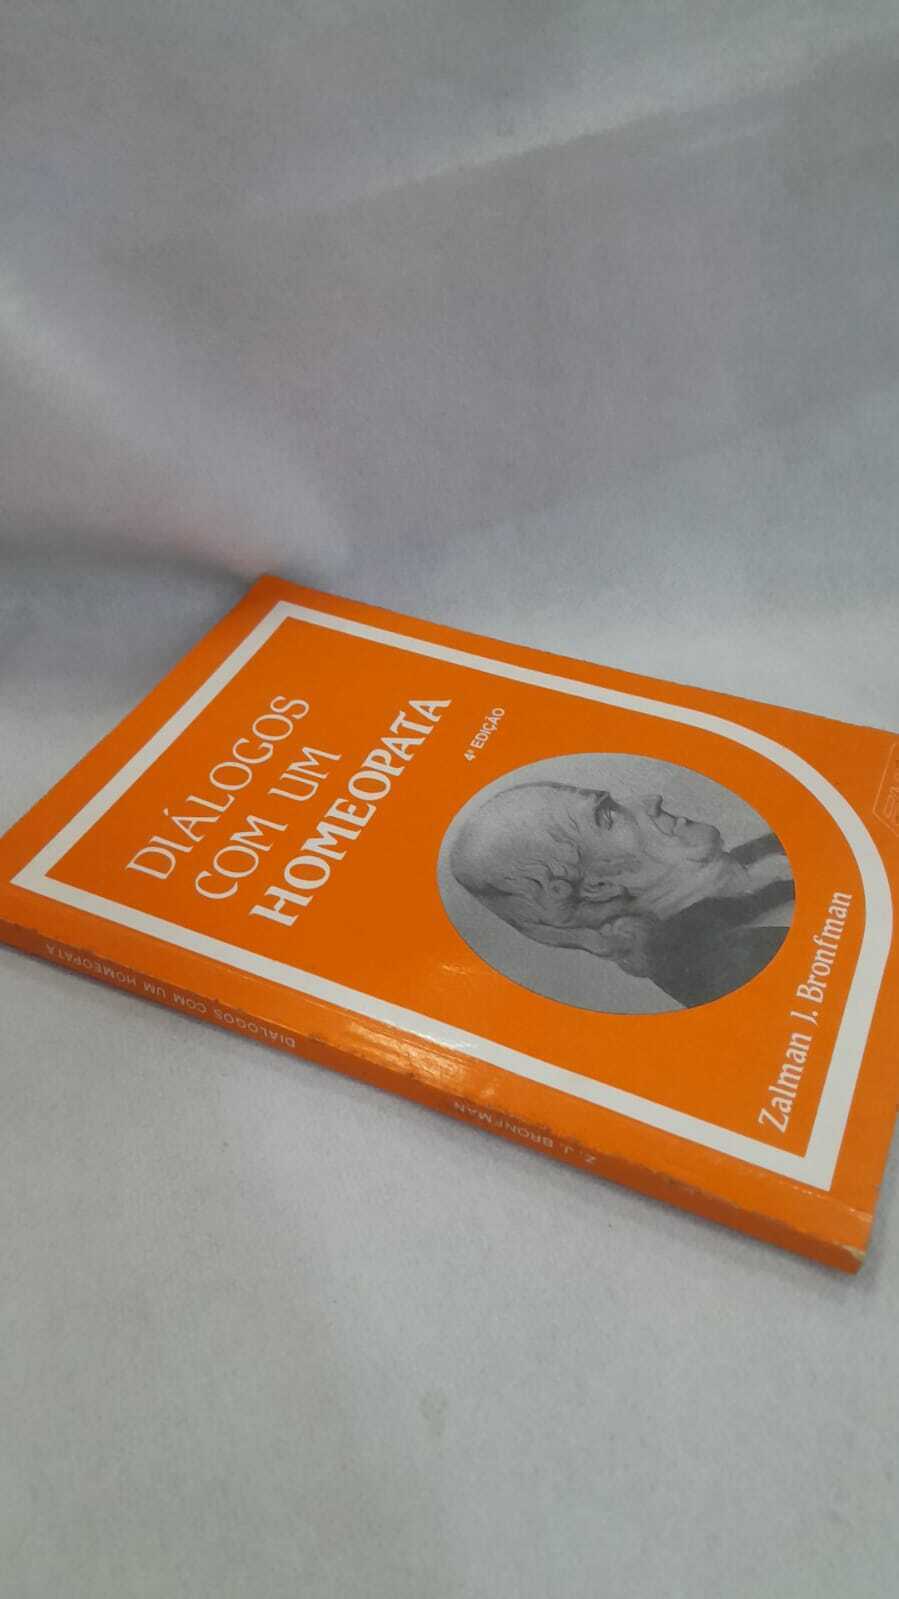 DIÁLOGOS
COM UM
HOMEOPATA
4ª EDIÇÃO
Zalman J. Bronfman
Z. J. BRONFMAN
DIÁLOGOS COM UM HOMEOPATA